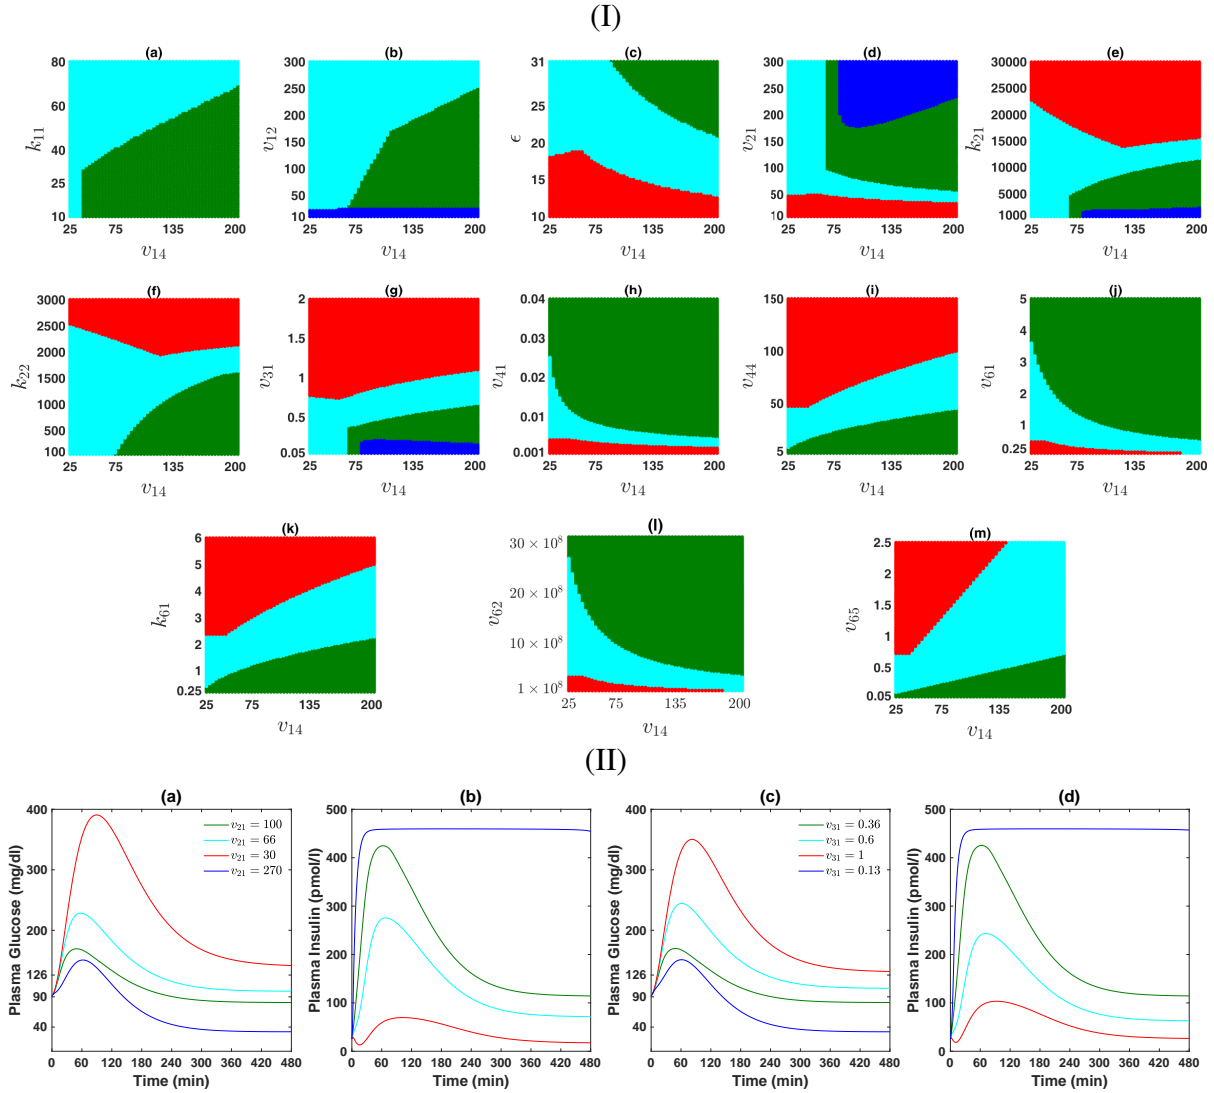 (I)
(a) (b) (c) (d) (e)
80 60 40 25 10
k11
25 75 135 200
v14
300 250 200 150 100 50 10
v12
25 75 135 200
v14
31 25 20 15 10
ϵ
25 75 135 200
v14
300 250 200 150 100 50 10
v21
25 75 135 200
v14
30000 25000 20000 15000 10000 5000 1000
k21
25 75 135 200
v14
(f) (g) (h) (i) (j)
3000 2500 2000 1500 1000 500 100
k22
25 75 135 200
v14
2 1.5 1 0.5 0.05
v31
25 75 135 200
v14
0.04 0.03 0.02 0.01 0.001
v41
25 75 135 200
v14
150 100 50 5
v44
25 75 135 200
v14
5 4 3 2 1 0.25
v61
25 75 135 200
v14
(k) (l) (m)
6 5 4 3 2 1 0.25
k61
25 75 135 200
v14
30 × 10^8 20 × 10^8 10 × 10^8 1 × 10^8
v62
25 75 135 200
v14
2.5 2 1.5 1 0.5 0.05
v65
25 75 135 200
v14
(II)
(a) (b) (c) (d)
400 300 200 126 90 40
Plasma Glucose (mg/dl)
v21 = 100
v21 = 66
v21 = 30
v21 = 270
0 60 120 180 240 300 360 420 480
Time (min)
500 400 300 200 100 0
Plasma Insulin (pmol/l)
0 60 120 180 240 300 360 420 480
Time (min)
400 300 200 126 90 40
Plasma Glucose (mg/dl)
v31 = 0.36
v31 = 0.6
v31 = 1
v31 = 0.13
0 60 120 180 240 300 360 420 480
Time (min)
500 400 300 200 100 0
Plasma Insulin (pmol/l)
0 60 120 180 240 300 360 420 480
Time (min)